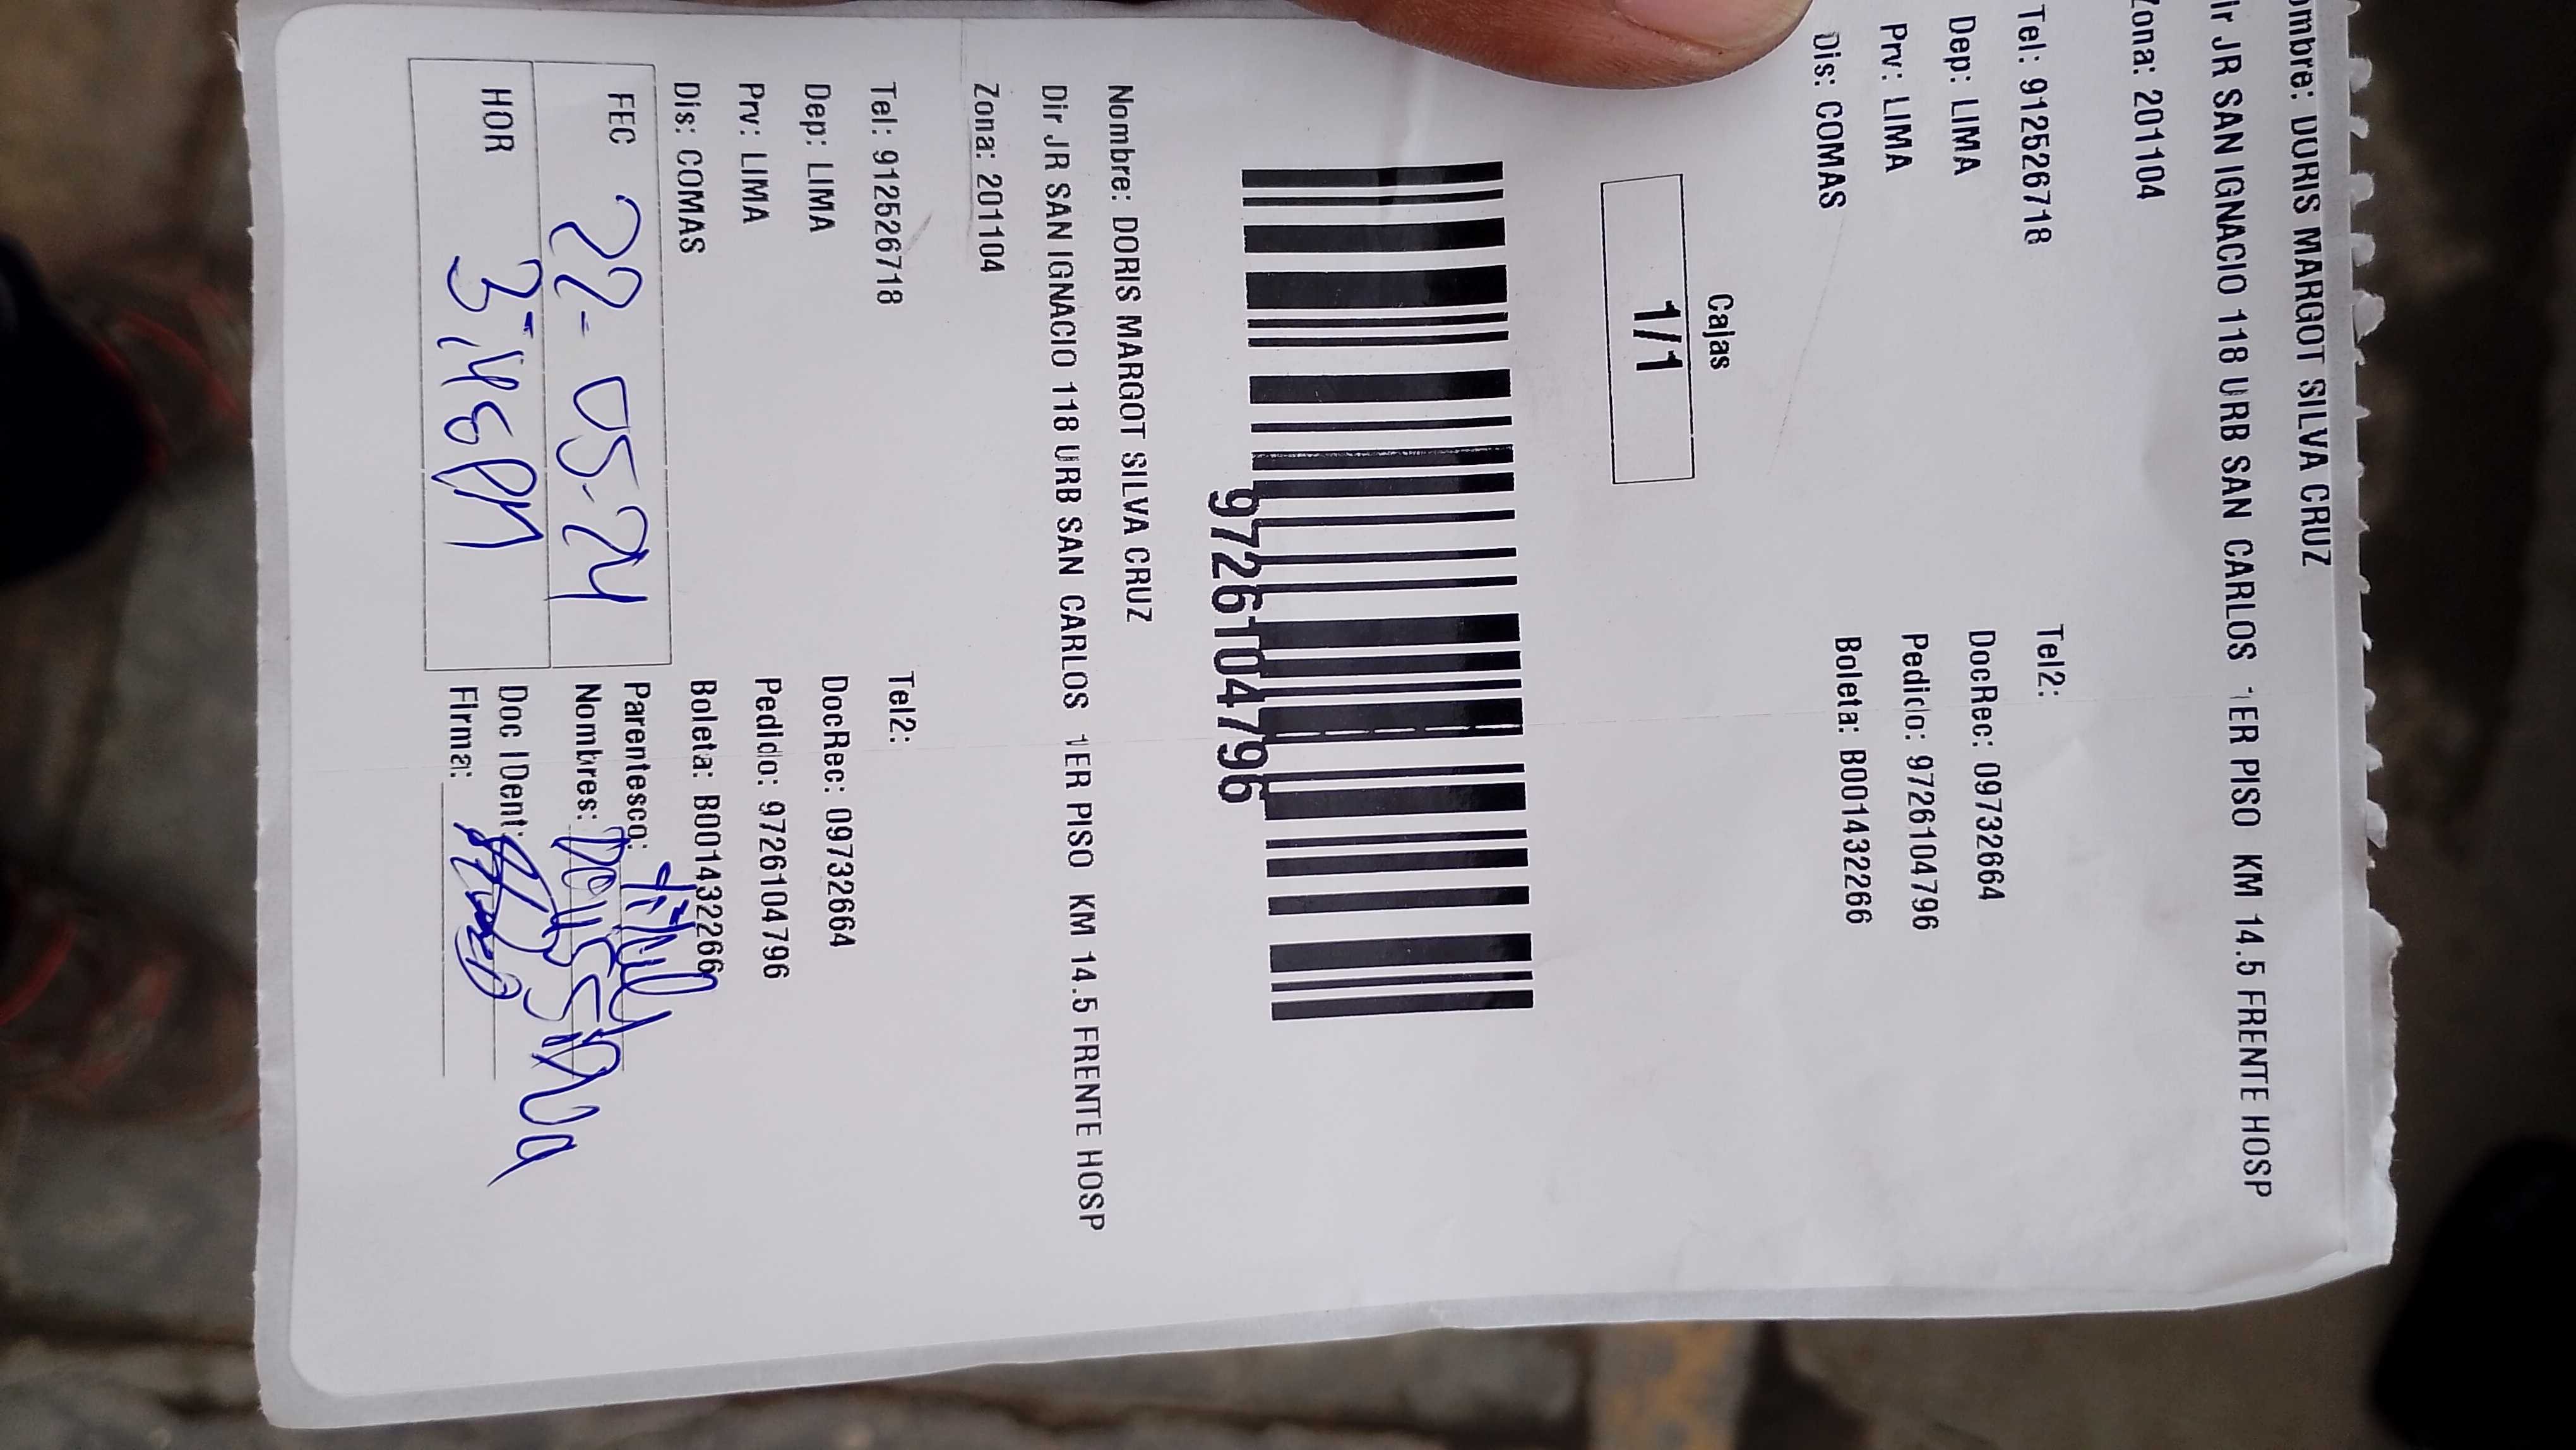 ombre: DORIS MARGOT SILVA CRUZ
ir JR SAN IGNACIO 118 URB SAN CARLOS 1ER PISO KM 14.5 FRENTE HOSP
Zona: 201104
Tel: 912526718 Tel2:
Dep: LIMA DocRec: 09732664
Prv: LIMA Pedido: 9726104796
Dis: COMAS Boleta: B001432266
Cajas
1/1
9726104796
Nombre: DORIS MARGOT SILVA CRUZ
Dir JR SAN IGNACIO 118 URB SAN CARLOS 1ER PISO KM 14.5 FRENTE HOSP
Zona: 201104
Tel: 912526718 Tel2:
Dep: LIMA DocRec: 09732664
Prv: LIMA Pedido: 9726104796
Dis: COMAS Boleta: B001432266
FEC 22-05-24 Parentesco:
Nombres: Silva
HOR Doc IDent:
Firma: